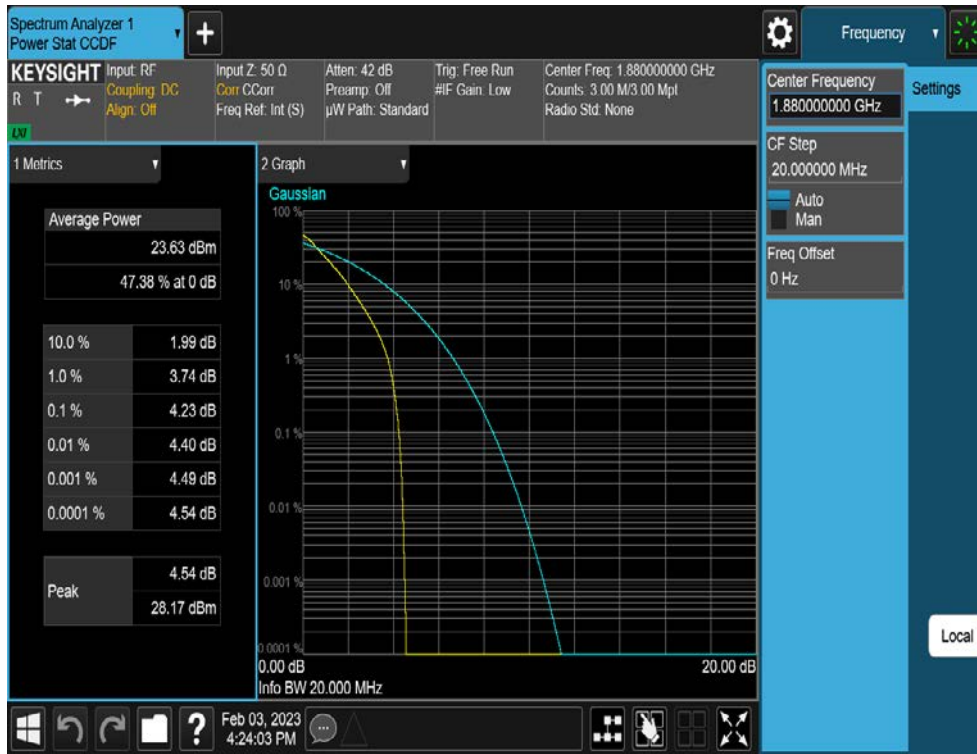 Spectrum Analyzer 1
Power Stat CCDF
+
Frequency
KEYSIGHT
R T
LXI
Input: RF
Coupling: DC
Align: Off
Input Z: 50 Ω
Corr CCorr
Freq Ref: Int (S)
Atten: 42 dB
Preamp: Off
µW Path: Standard
Trig: Free Run
#IF Gain: Low
Center Freq: 1.880000000 GHz
Counts: 3.00 M/3.00 Mpt
Radio Std: None
Center Frequency
1.880000000 GHz
Settings
CF Step
20.000000 MHz
Auto
Man
Freq Offset
0 Hz
Local
1 Metrics
Average Power
23.63 dBm
47.38 % at 0 dB
10.0 % 1.99 dB
1.0 % 3.74 dB
0.1 % 4.23 dB
0.01 % 4.40 dB
0.001 % 4.49 dB
0.0001 % 4.54 dB
Peak
4.54 dB
28.17 dBm
2 Graph
Gaussian
100 %
10 %
1 %
0.1 %
0.01 %
0.001 %
0.0001 %
0.00 dB 20.00 dB
Info BW 20.000 MHz
?
Feb 03, 2023
4:24:03 PM